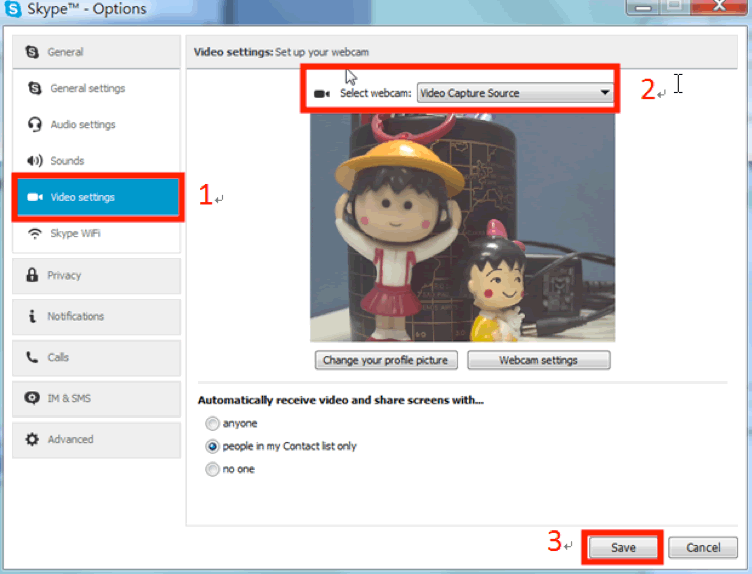 Skype™ - Options
General
General settings
Audio settings
Sounds
Video settings
1
Skype WiFi
Privacy
Notifications
Calls
IM & SMS
Advanced
Video settings: Set up your webcam
Select webcam: Video Capture Source
2
Change your profile picture
Webcam settings
Automatically receive video and share screens with...
anyone
people in my Contact list only
no one
3
Save
Cancel